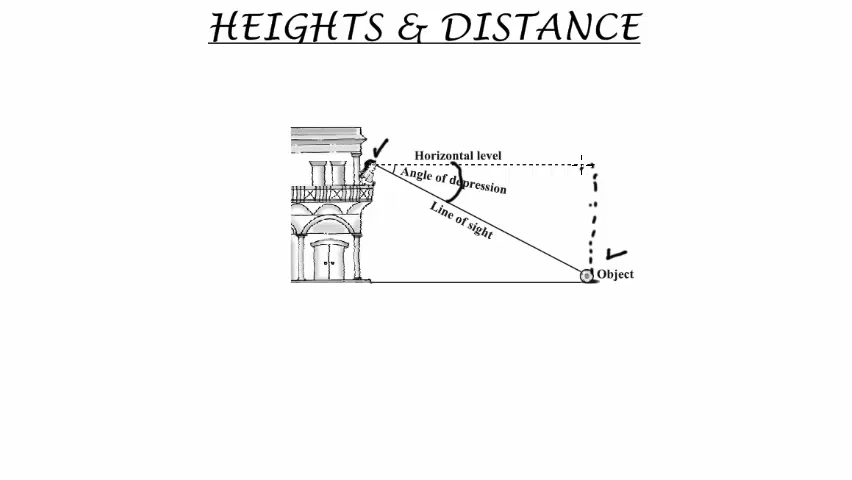 HEIGHTS & DISTANCE
Horizontal level
Angle of depression
Line of sight
Object